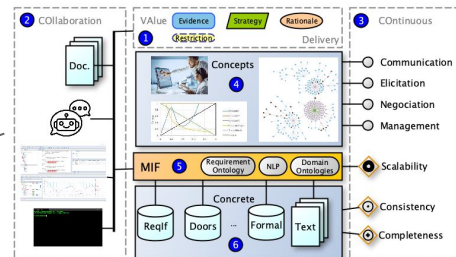 2 COllaboration
Doc.
VAlue
Evidence
Strategy
Rationale
1
Restriction
Delivery
3 COntinuous
Concepts
4
Communication
Elicitation
Negociation
Management
MIF 5
Requirement
Ontology
NLP
Domain
Ontologies
Scalability
Concrete
ReqIf
Doors
...
Formal
Text
6
Consistency
Completeness